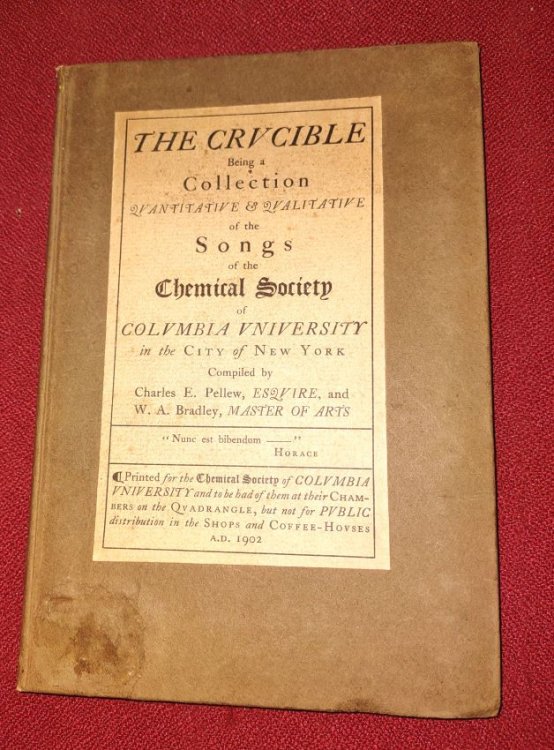 THE CRVCIBLE
Being a
Collection
QVANTITATIVE & QVALITATIVE
of the
Songs
of the
Chemical Society
of
COLVMBIA VNIVERSITY
in the CITY of NEW YORK
Compiled by
Charles E. Pellew, ESQVIRE, and
W. A. Bradley, MASTER OF ARTS
"Nunc est bibendum ——"
HORACE
¶Printed for the Chemical Society of COLVMBIA
VNIVERSITY and to be had of them at their CHAM-
BERS on the QVADRANGLE, but not for PVBLIC
distribution in the SHOPS and COFFEE-HOVSES
A.D. 1902